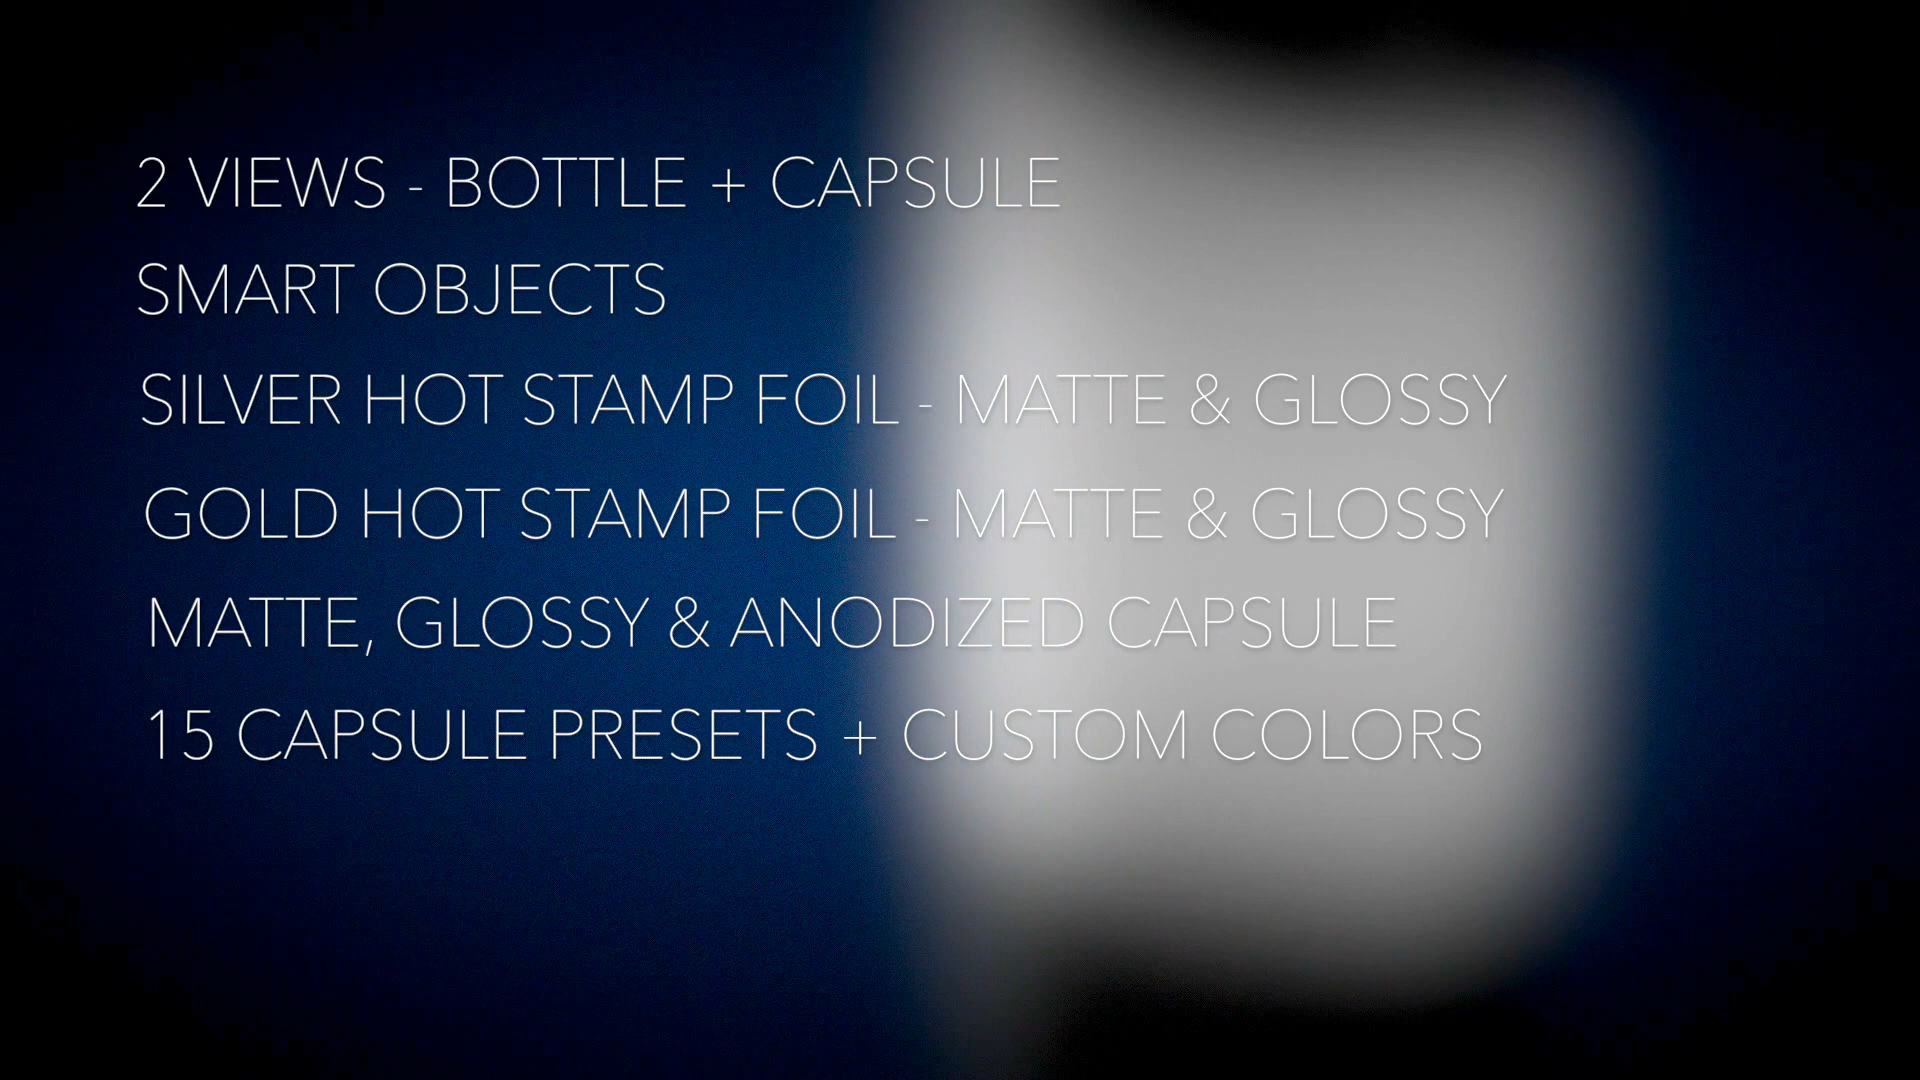 2 VIEWS - BOTTLE + CAPSULE
SMART OBJECTS
SILVER HOT STAMP FOIL - MATTE & GLOSSY
GOLD HOT STAMP FOIL - MATTE & GLOSSY
MATTE, GLOSSY & ANODIZED CAPSULE
15 CAPSULE PRESETS + CUSTOM COLORS